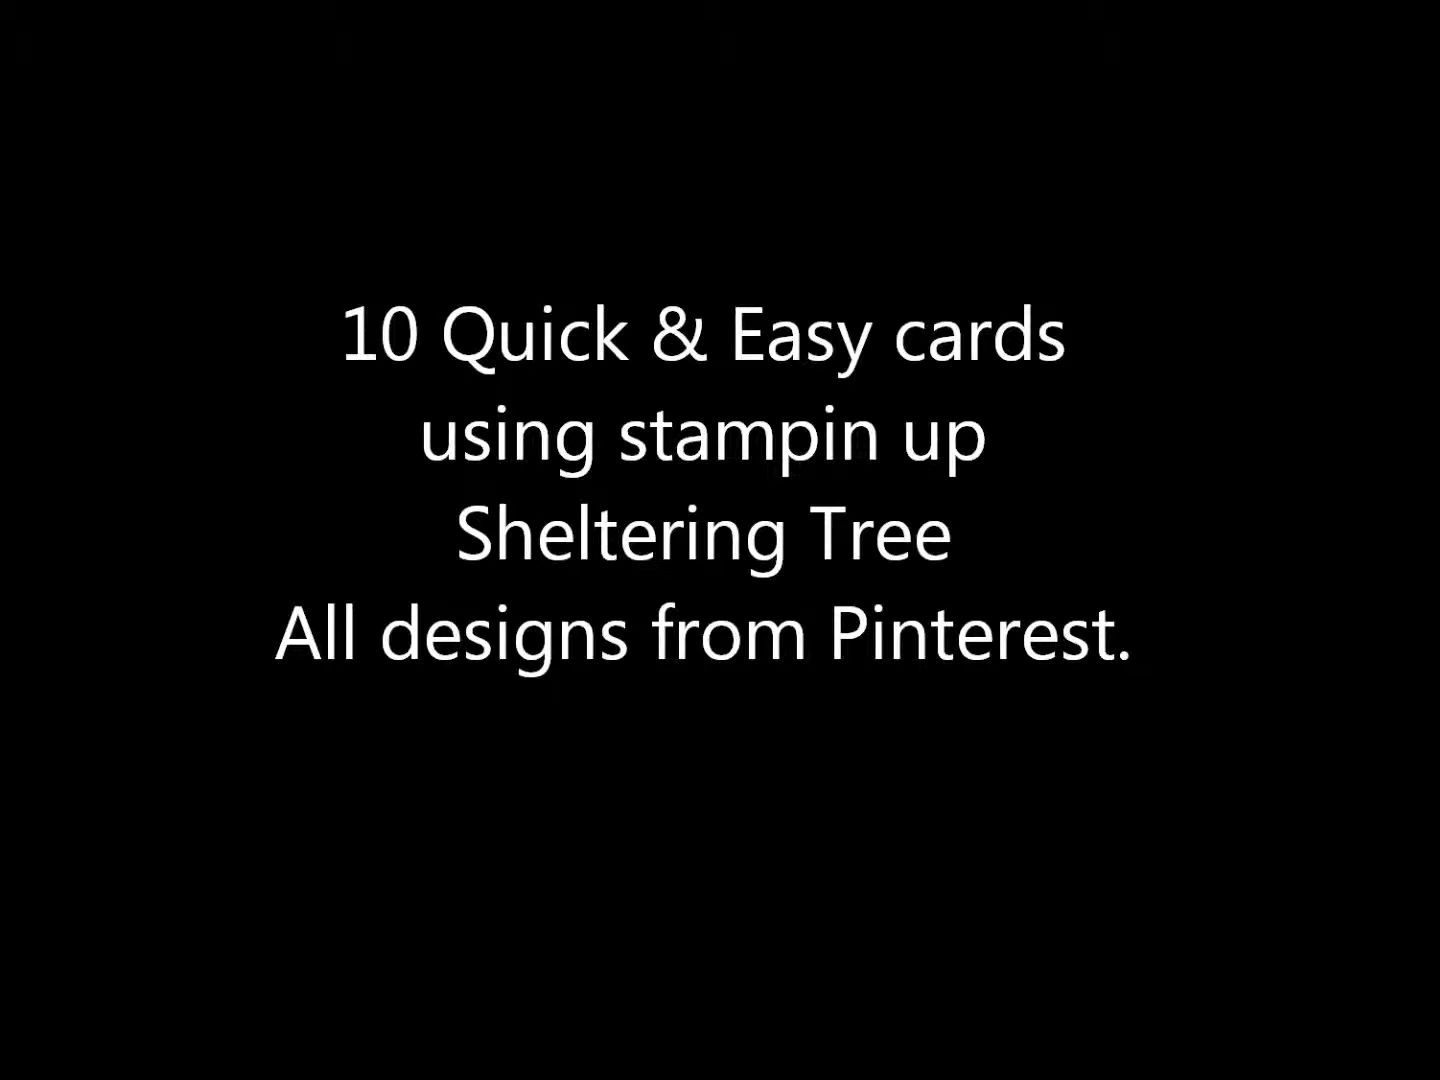 10 Quick & Easy cards
using stampin up
Sheltering Tree
All designs from Pinterest.